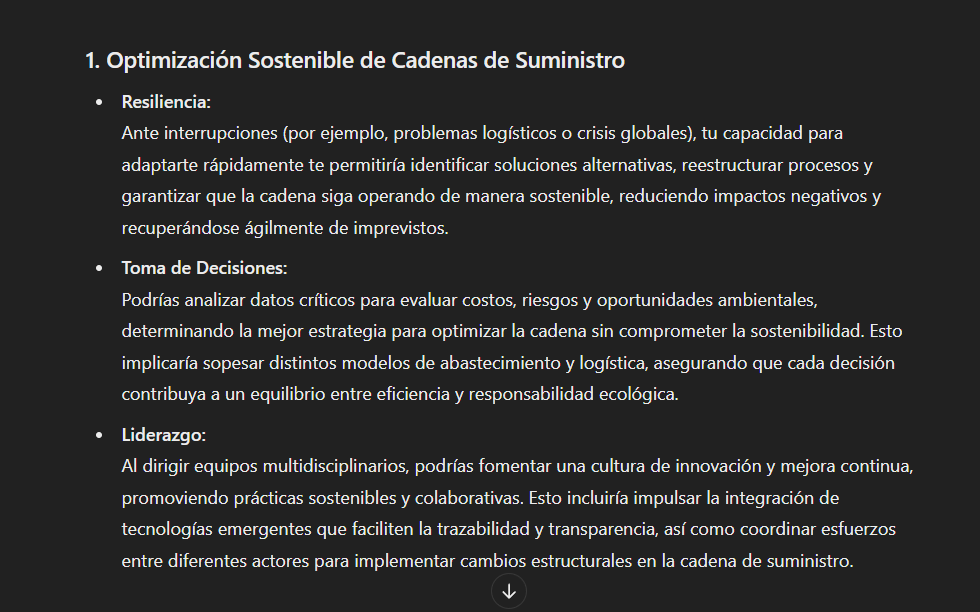 1. Optimización Sostenible de Cadenas de Suministro
• Resiliencia:
Ante interrupciones (por ejemplo, problemas logísticos o crisis globales), tu capacidad para
adaptarte rápidamente te permitiría identificar soluciones alternativas, reestructurar procesos y
garantizar que la cadena siga operando de manera sostenible, reduciendo impactos negativos y
recuperándose ágilmente de imprevistos.
• Toma de Decisiones:
Podrías analizar datos críticos para evaluar costos, riesgos y oportunidades ambientales,
determinando la mejor estrategia para optimizar la cadena sin comprometer la sostenibilidad. Esto
implicaría sopesar distintos modelos de abastecimiento y logística, asegurando que cada decisión
contribuya a un equilibrio entre eficiencia y responsabilidad ecológica.
• Liderazgo:
Al dirigir equipos multidisciplinarios, podrías fomentar una cultura de innovación y mejora continua,
promoviendo prácticas sostenibles y colaborativas. Esto incluiría impulsar la integración de
tecnologías emergentes que faciliten la trazabilidad y transparencia, así como coordinar esfuerzos
entre diferentes actores para implementar cambios estructurales en la cadena de suministro.